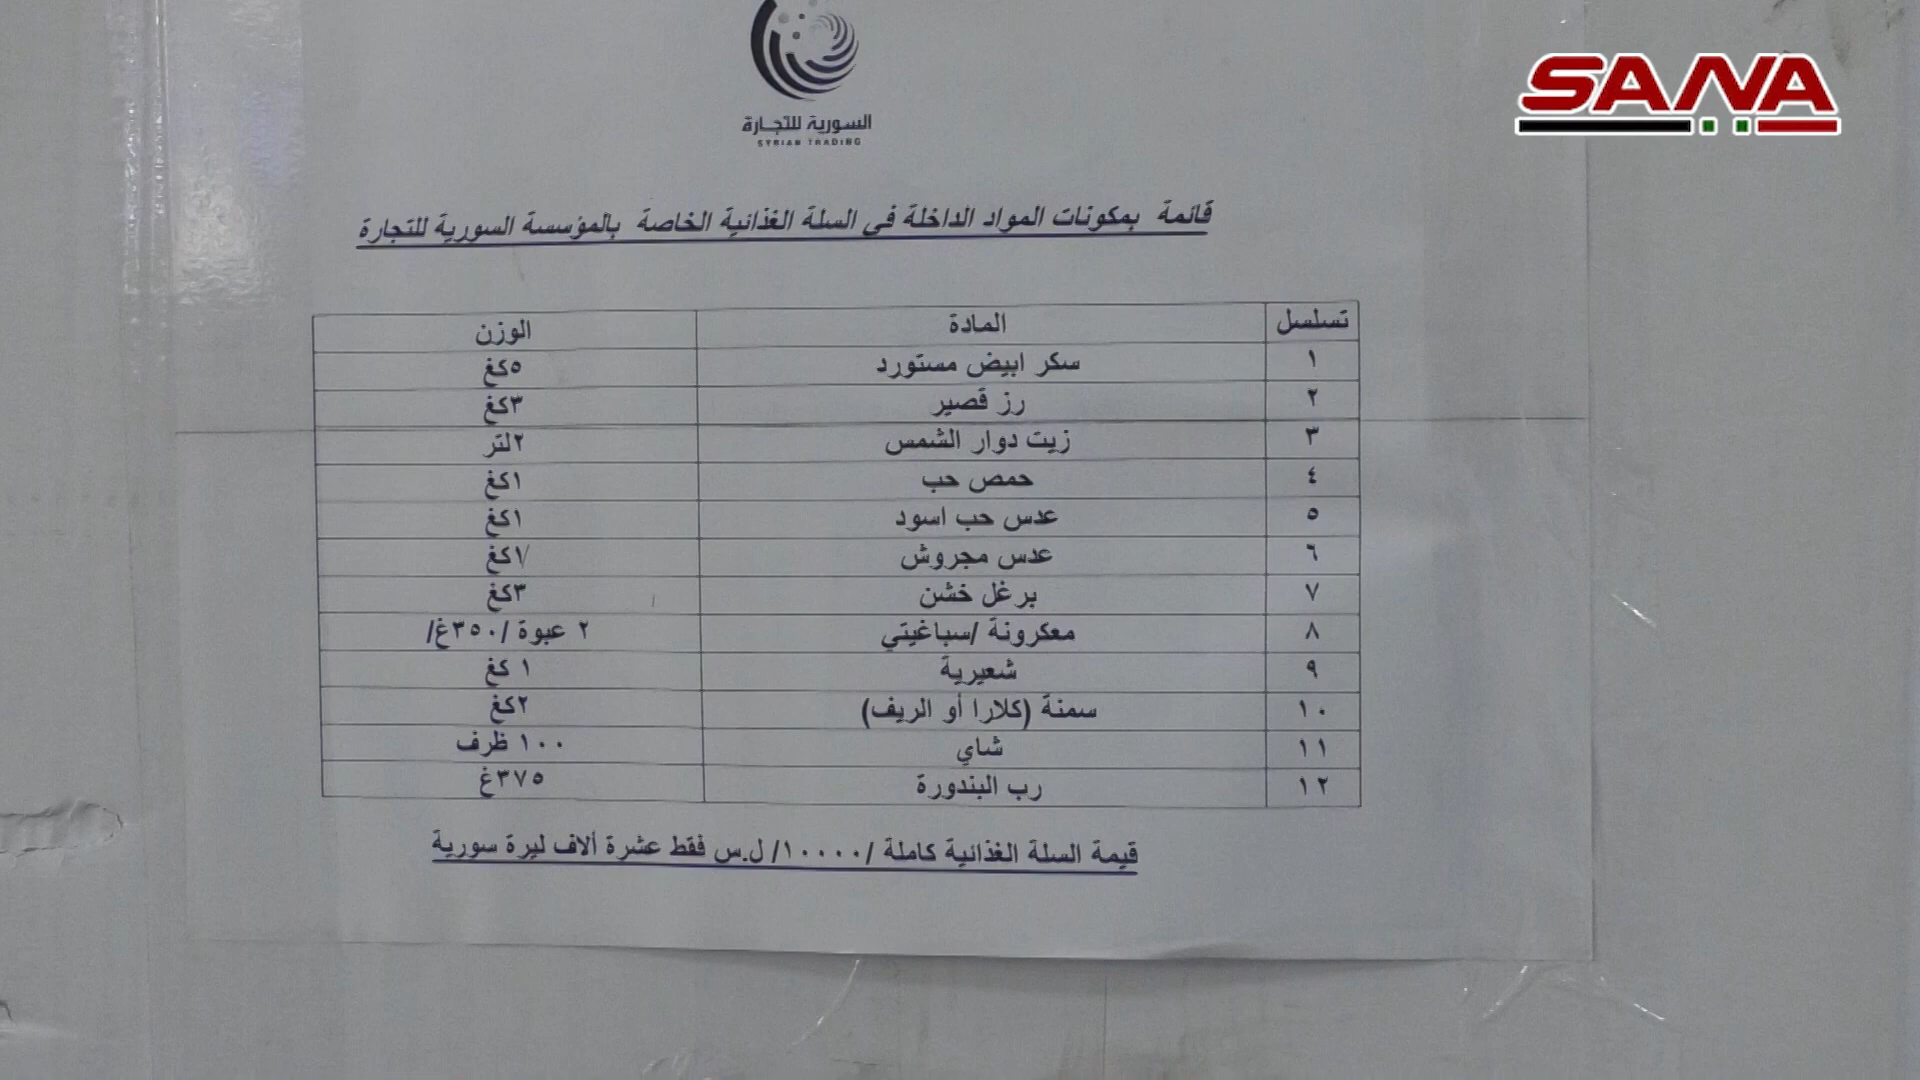 SANA
السورية للتجارة
SYRIAN TRADING
قائمة بمكونات المواد الداخلة في السلة الغذائية الخاصة بالمؤسسة السورية للتجارة
تسلسل المادة الوزن
١ سكر ابيض مستورد ٥كغ
٢ رز قصير ٣كغ
٣ زيت دوار الشمس ٢لتر
٤ حمص حب ١كغ
٥ عدس حب اسود ١كغ
٦ عدس مجروش ١كغ
٧ برغل خشن ٣كغ
٨ معكرونة /سباغيتي ٢ عبوة /٣٥٠غ/
٩ شعيرية ١ كغ
١٠ سمنة (كلارا أو الريف) ٢كغ
١١ شاي ١٠٠ ظرف
١٢ رب البندورة ٣٧٥غ
قيمة السلة الغذائية كاملة /١٠٠٠٠/ ل.س فقط عشرة ألاف ليرة سورية